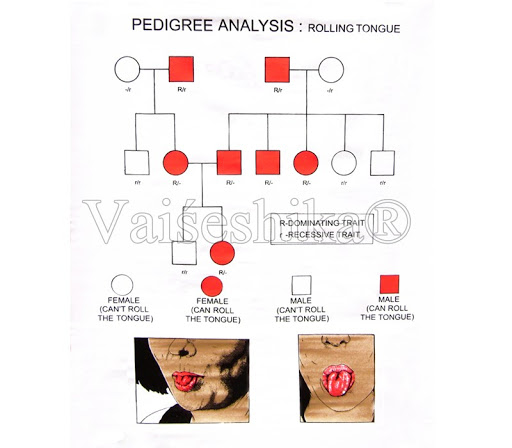 PEDIGREE ANALYSIS : ROLLING TONGUE
-/r R/r R/r -/r
r/r R/- R/- R/- R/- r/r r/r
Vaiśeshika®
R-DOMINATING TRAIT
r -RECESSIVE TRAIT
r/r R/-
FEMALE
(CAN'T ROLL
THE TONGUE)
FEMALE
(CAN ROLL
THE TONGUE)
MALE
(CAN'T ROLL
THE TONGUE)
MALE
(CAN ROLL
THE TONGUE)